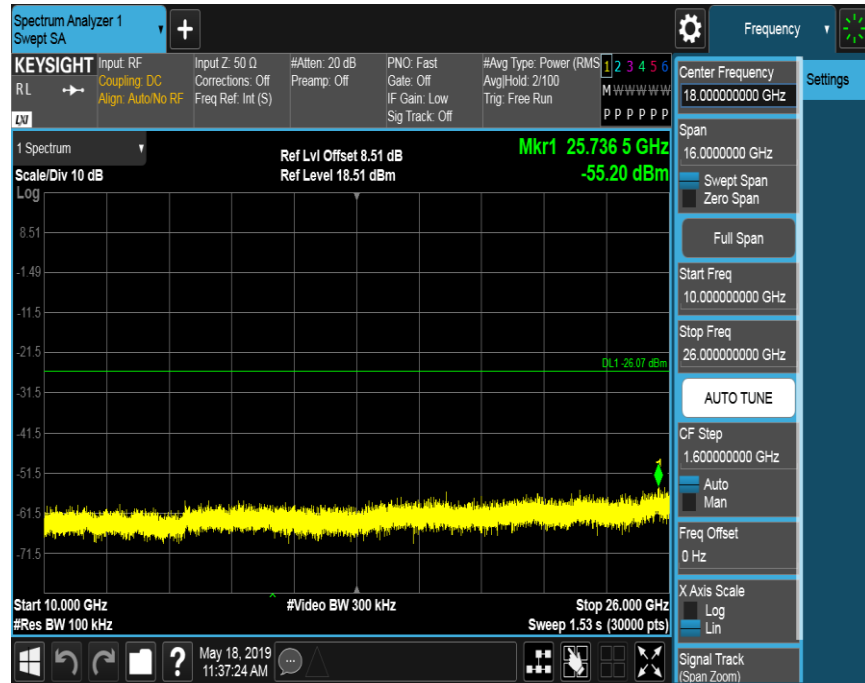 Spectrum Analyzer 1
Swept SA
Frequency
KEYSIGHT
RL
LXI
Input: RF
Coupling: DC
Align: Auto/No RF
Input Z: 50 Ω
Corrections: Off
Freq Ref: Int (S)
#Atten: 20 dB
Preamp: Off
PNO: Fast
Gate: Off
IF Gain: Low
Sig Track: Off
#Avg Type: Power (RMS
Avg|Hold: 2/100
Trig: Free Run
1 2 3 4 5 6
M W W W W W
P P P P P P
Center Frequency
18.000000000 GHz
Settings
Span
16.0000000 GHz
Swept Span
Zero Span
Full Span
Start Freq
10.000000000 GHz
Stop Freq
26.000000000 GHz
AUTO TUNE
CF Step
1.600000000 GHz
Auto
Man
Freq Offset
0 Hz
X Axis Scale
Log
Lin
Signal Track
(Span Zoom)
1 Spectrum
Scale/Div 10 dB
Log
Ref Lvl Offset 8.51 dB
Ref Level 18.51 dBm
Mkr1 25.736 5 GHz
-55.20 dBm
8.51
-1.49
-11.5
-21.5
DL1 -26.07 dBm
-31.5
-41.5
-51.5
1
-61.5
-71.5
Start 10.000 GHz
#Res BW 100 kHz
#Video BW 300 kHz
Stop 26.000 GHz
Sweep 1.53 s (30000 pts)
?
May 18, 2019
11:37:24 AM